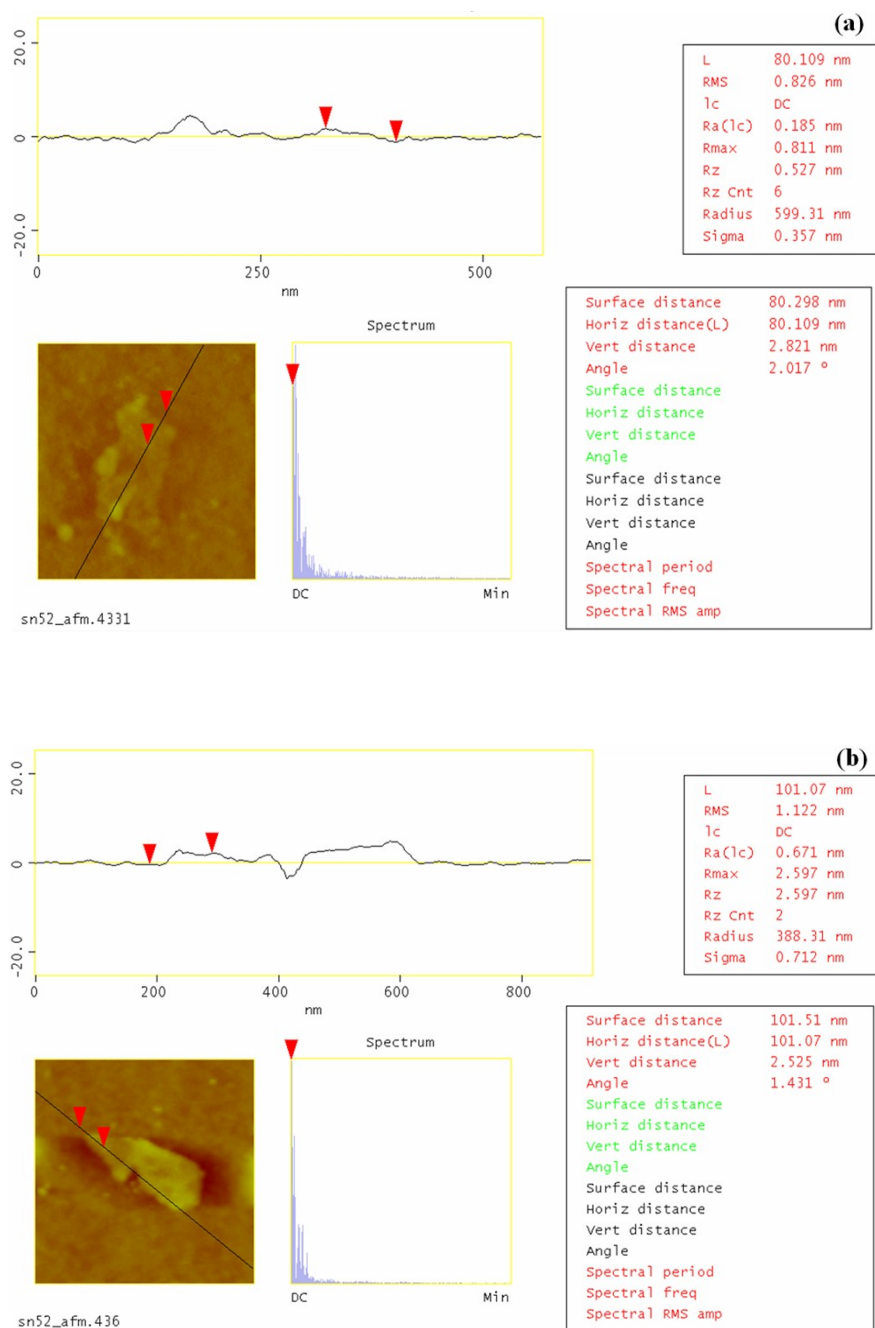 (a)
20.0
0
-20.0
0 250 500
nm
L 80.109 nm
RMS 0.826 nm
lc DC
Ra(lc) 0.185 nm
Rmax 0.811 nm
Rz 0.527 nm
Rz Cnt 6
Radius 599.31 nm
Sigma 0.357 nm
Spectrum
DC Min
sn52_afm.4331
Surface distance 80.298 nm
Horiz distance(L) 80.109 nm
Vert distance 2.821 nm
Angle 2.017 º
Surface distance
Horiz distance
Vert distance
Angle
Surface distance
Horiz distance
Vert distance
Angle
Spectral period
Spectral freq
Spectral RMS amp
(b)
20.0
0
-20.0
0 200 400 600 800
nm
L 101.07 nm
RMS 1.122 nm
lc DC
Ra(lc) 0.671 nm
Rmax 2.597 nm
Rz 2.597 nm
Rz Cnt 2
Radius 388.31 nm
Sigma 0.712 nm
Spectrum
DC Min
sn52_afm.436
Surface distance 101.51 nm
Horiz distance(L) 101.07 nm
Vert distance 2.525 nm
Angle 1.431 º
Surface distance
Horiz distance
Vert distance
Angle
Surface distance
Horiz distance
Vert distance
Angle
Spectral period
Spectral freq
Spectral RMS amp